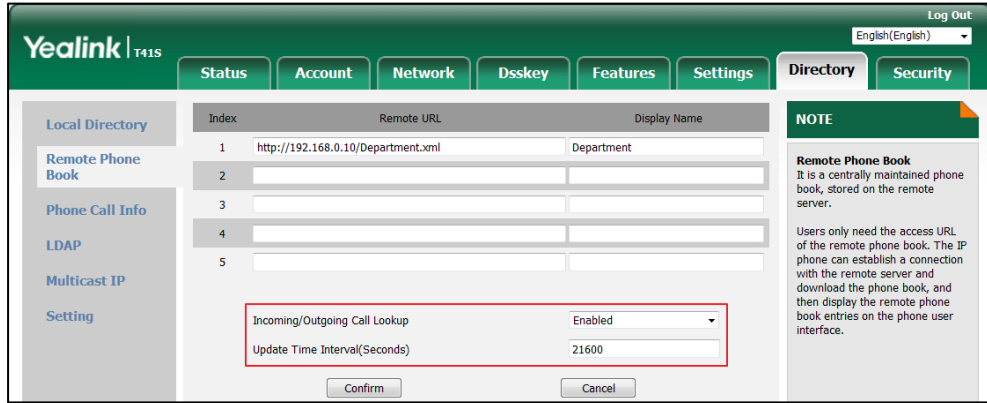 Log Out
Yealink T41S
English(English)
Status Account Network Dsskey Features Settings Directory Security
Local Directory
Remote Phone
Book
Phone Call Info
LDAP
Multicast IP
Setting
Index Remote URL Display Name
1 http://192.168.0.10/Department.xml Department
2
3
4
5
Incoming/Outgoing Call Lookup Enabled
Update Time Interval(Seconds) 21600
Confirm Cancel
NOTE
Remote Phone Book
It is a centrally maintained phone
book, stored on the remote
server.
Users only need the access URL
of the remote phone book. The IP
phone can establish a connection
with the remote server and
download the phone book, and
then display the remote phone
book entries on the phone user
interface.